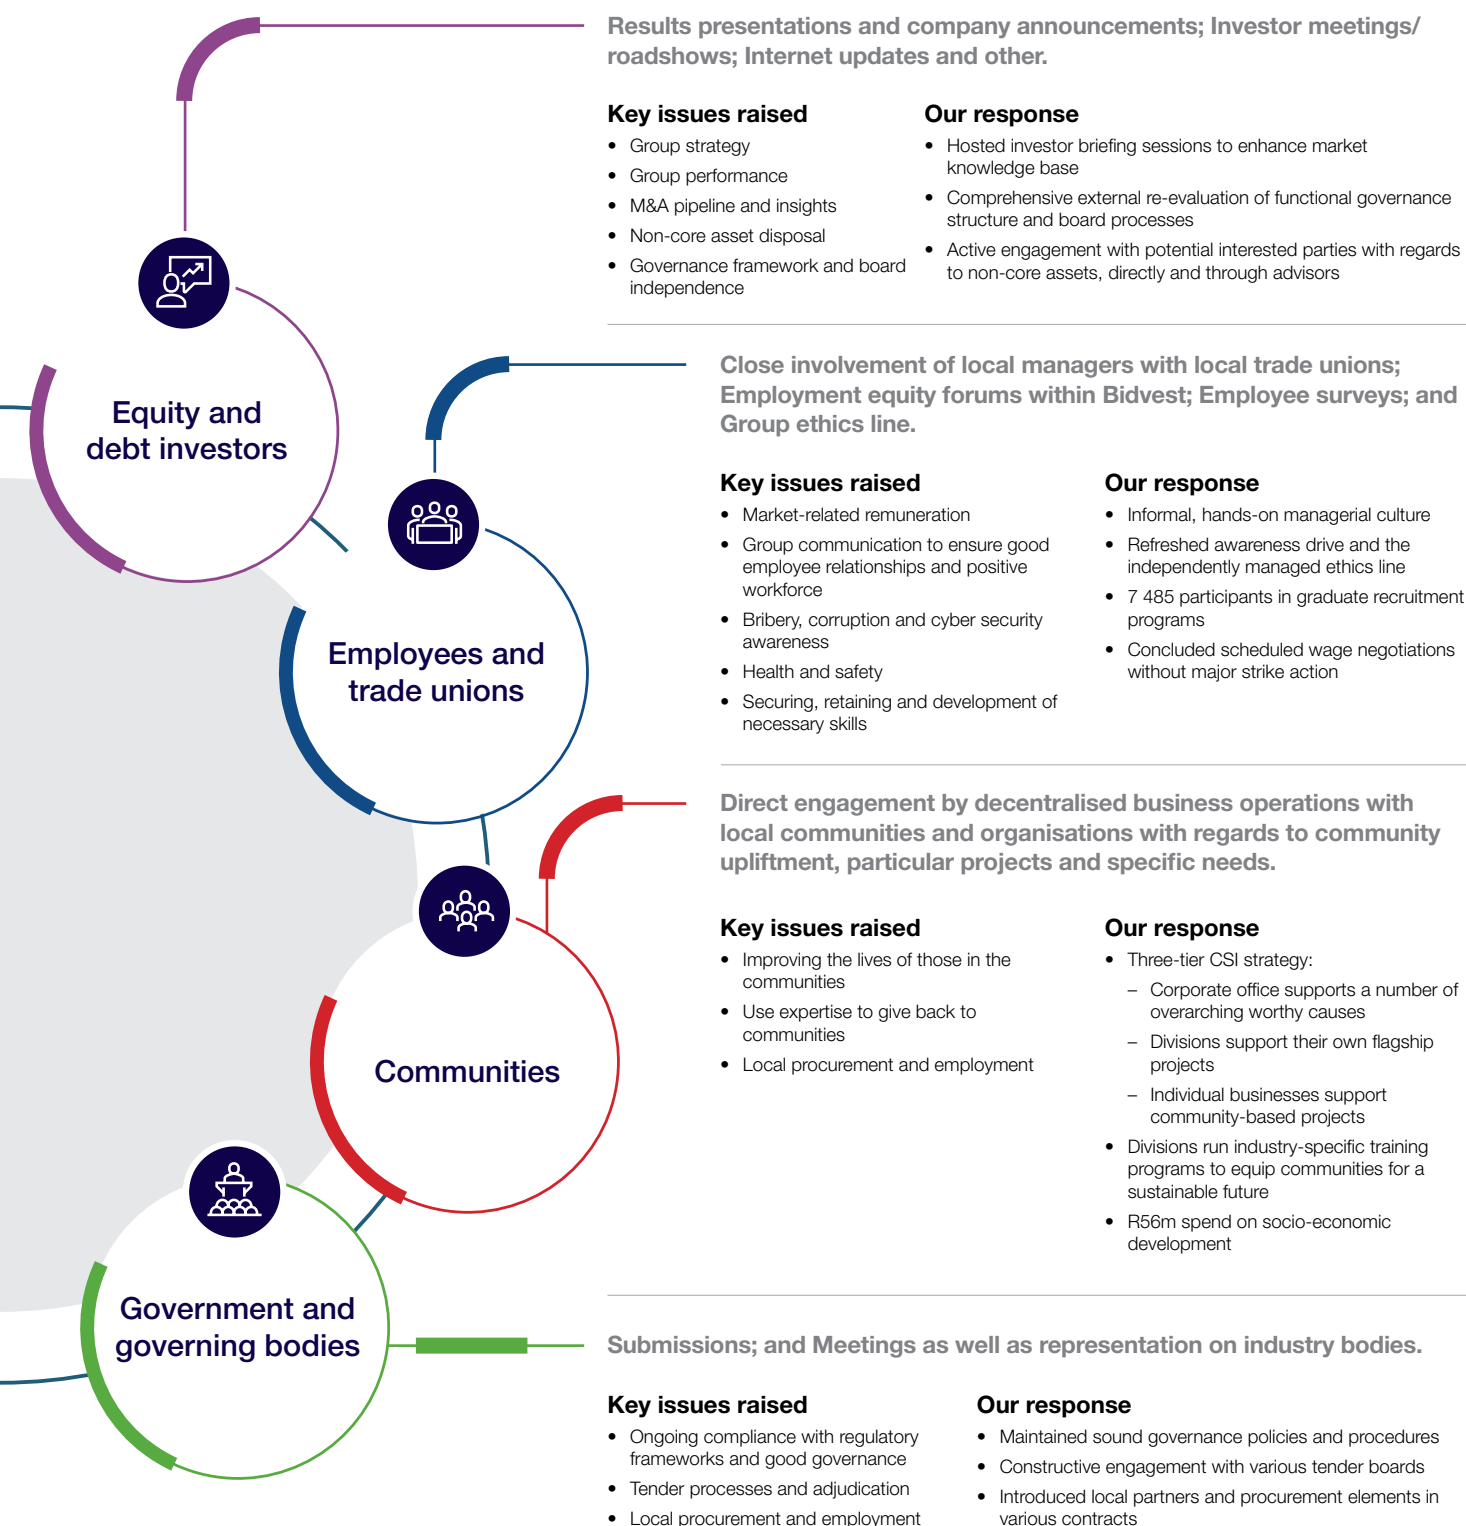 Results presentations and company announcements; Investor meetings/
roadshows; Internet updates and other.
Key issues raised
• Group strategy
• Group performance
• M&A pipeline and insights
• Non-core asset disposal
• Governance framework and board
independence
Our response
• Hosted investor briefing sessions to enhance market
knowledge base
• Comprehensive external re-evaluation of functional governance
structure and board processes
• Active engagement with potential interested parties with regards
to non-core assets, directly and through advisors
Equity and
debt investors
Close involvement of local managers with local trade unions;
Employment equity forums within Bidvest; Employee surveys; and
Group ethics line.
Key issues raised
• Market-related remuneration
• Group communication to ensure good
employee relationships and positive
workforce
• Bribery, corruption and cyber security
awareness
• Health and safety
• Securing, retaining and development of
necessary skills
Our response
• Informal, hands-on managerial culture
• Refreshed awareness drive and the
independently managed ethics line
• 7 485 participants in graduate recruitment
programs
• Concluded scheduled wage negotiations
without major strike action
Employees and
trade unions
Direct engagement by decentralised business operations with
local communities and organisations with regards to community
upliftment, particular projects and specific needs.
Key issues raised
• Improving the lives of those in the
communities
• Use expertise to give back to
communities
• Local procurement and employment
Our response
• Three-tier CSI strategy:
– Corporate office supports a number of
overarching worthy causes
– Divisions support their own flagship
projects
– Individual businesses support
community-based projects
• Divisions run industry-specific training
programs to equip communities for a
sustainable future
• R56m spend on socio-economic
development
Communities
Government and
governing bodies
Submissions; and Meetings as well as representation on industry bodies.
Key issues raised
• Ongoing compliance with regulatory
frameworks and good governance
• Tender processes and adjudication
• Local procurement and employment
Our response
• Maintained sound governance policies and procedures
• Constructive engagement with various tender boards
• Introduced local partners and procurement elements in
various contracts